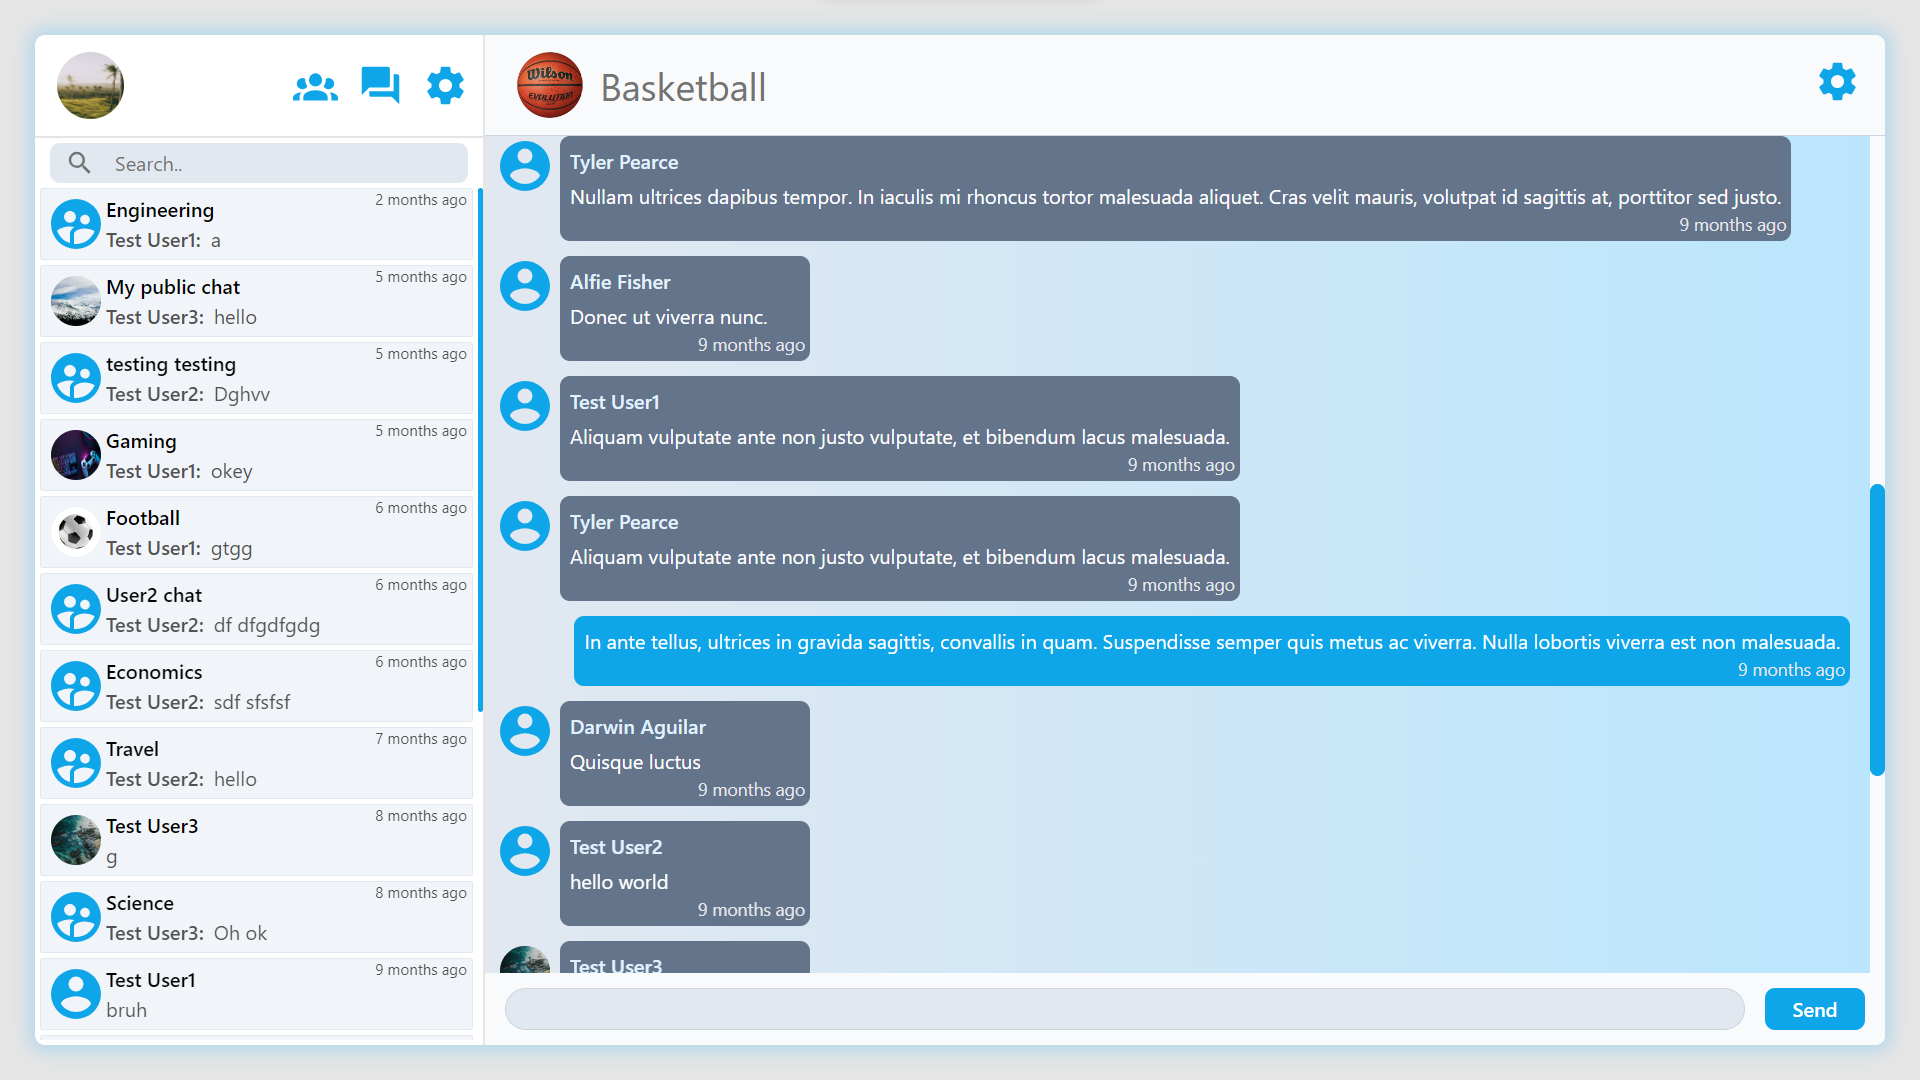 Search..
Engineering
2 months ago
Test User1: a
My public chat
5 months ago
Test User3: hello
testing testing
5 months ago
Test User2: Dghvv
Gaming
5 months ago
Test User1: okey
Football
6 months ago
Test User1: gtgg
User2 chat
6 months ago
Test User2: df dfgdfgdg
Economics
6 months ago
Test User2: sdf sfsfsf
Travel
7 months ago
Test User2: hello
Test User3
8 months ago
g
Science
8 months ago
Test User3: Oh ok
Test User1
9 months ago
bruh
Wilson
EVOLUTION
Basketball
Tyler Pearce
Nullam ultrices dapibus tempor. In iaculis mi rhoncus tortor malesuada aliquet. Cras velit mauris, volutpat id sagittis at, porttitor sed justo.
9 months ago
Alfie Fisher
Donec ut viverra nunc.
9 months ago
Test User1
Aliquam vulputate ante non justo vulputate, et bibendum lacus malesuada.
9 months ago
Tyler Pearce
Aliquam vulputate ante non justo vulputate, et bibendum lacus malesuada.
9 months ago
In ante tellus, ultrices in gravida sagittis, convallis in quam. Suspendisse semper quis metus ac viverra. Nulla lobortis viverra est non malesuada.
9 months ago
Darwin Aguilar
Quisque luctus
9 months ago
Test User2
hello world
9 months ago
Test User3
Send